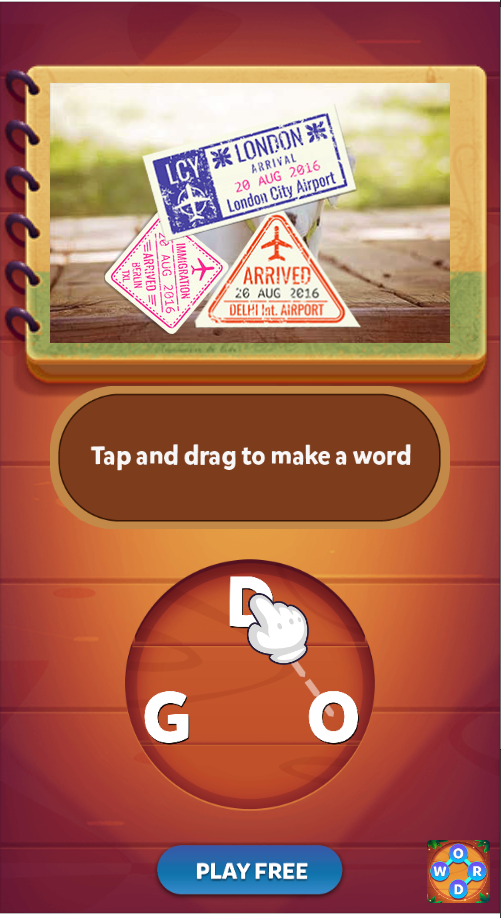 LCY
LONDON
ARRIVAL
20 AUG 2016
London City Airport
IMMIGRATION
20 AUG 2016
ARRIVED
BERLIN
TXL
ARRIVED
20 AUG 2016
DELHI Int. AIRPORT
Tap and drag to make a word
D
G O
PLAY FREE
O
W R
D